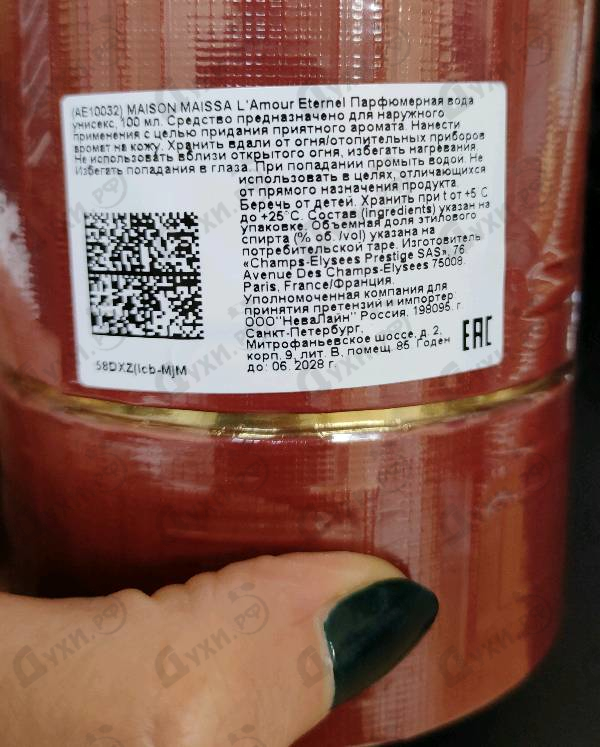 (AE10032) MAISON MAISSA L'Amour Eternel Парфюмерная вода
унисекс, 100 мл. Средство предназначено для наружного
применения с целью придания приятного аромата. Нанести
аромат на кожу. Хранить вдали от огня/отопительных приборов
Не использовать вблизи открытого огня, избегать нагревания.
Избегать попадания в глаза. При попадании промыть водой. Не
использовать в целях, отличающихся
от прямого назначения продукта.
Беречь от детей. Хранить при t от +5 С
до +25°С. Состав (ingredients) указан на
упаковке. Объемная доля этилового
спирта (% об. /vol) указана на
потребительской таре. Изготовитель
«Champs-Elysees Prestige SAS», 76
Avenue Des Champs-Elysees 75008.
Paris, France/Франция.
Уполномоченная компания для
принятия претензий и импортер
ООО"НеваЛайн" Россия, 198095. г
Санкт-Петербург.
Митрофаньевское шоссе, д. 2,
корп. 9, лит. В, помещ. 85. Годен
до: 06. 2028 г.
EAC
58DXZ(lcb-MjM
Духи.рф